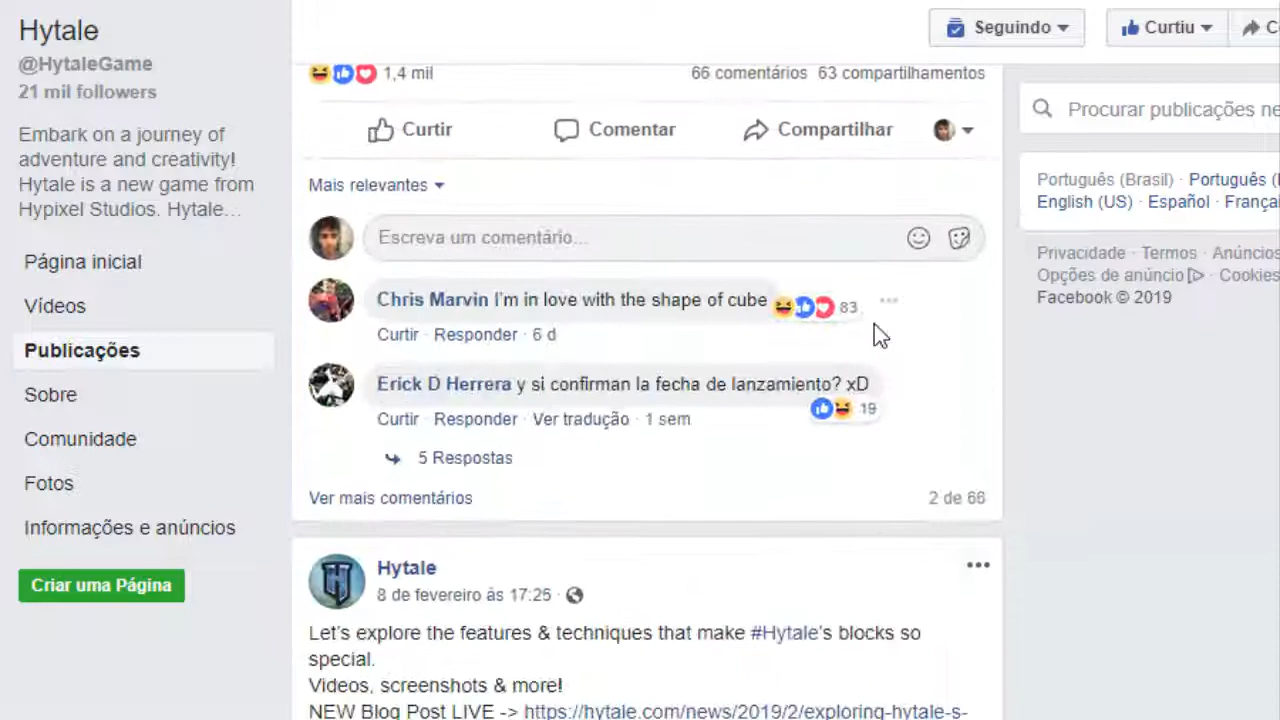 Hytale
@HytaleGame
21 mil followers
Embark on a journey of
adventure and creativity!
Hytale is a new game from
Hypixel Studios. Hytale...
Página inicial
Vídeos
Publicações
Sobre
Comunidade
Fotos
Informações e anúncios
Criar uma Página
Seguindo
Curtiu
1,4 mil
66 comentários 63 compartilhamentos
Curtir
Comentar
Compartilhar
Mais relevantes
Escreva um comentário...
Chris Marvin I'm in love with the shape of cube
83
Curtir · Responder · 6 d
Erick D Herrera y si confirman la fecha de lanzamiento? xD
19
Curtir · Responder · Ver tradução · 1 sem
5 Respostas
Ver mais comentários
2 de 66
Hytale
8 de fevereiro às 17:25 ·
Let's explore the features & techniques that make #Hytale's blocks so
special.
Videos, screenshots & more!
NEW Blog Post LIVE -> https://hytale.com/news/2019/2/exploring-hytale-s-
Procurar publicações ne
Português (Brasil) · Português (
English (US) · Español · Françai
Privacidade · Termos · Anúncios
Opções de anúncio · Cookies
Facebook © 2019